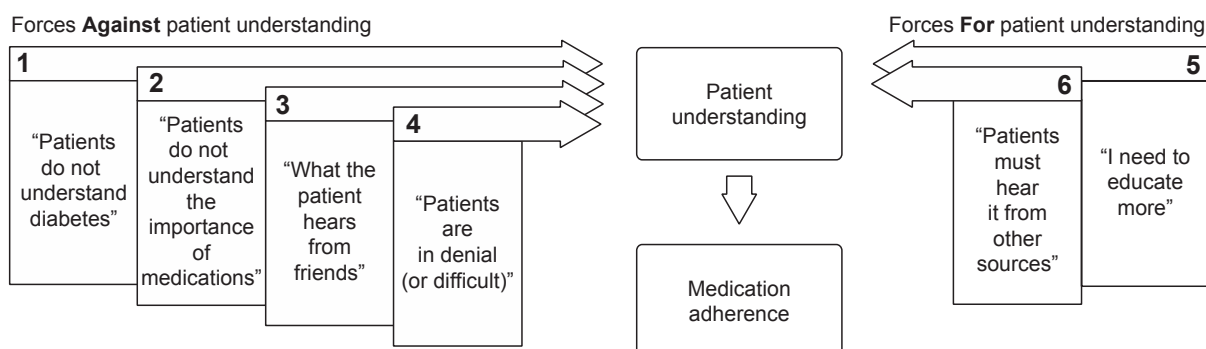 Forces Against patient understanding
Forces For patient understanding
1
“Patients
do not
understand
diabetes”
2
“Patients
do not
understand
the
importance
of
medications”
3
“What the
patient
hears
from
friends”
4
“Patients
are
in denial
(or difficult)”
Patient
understanding
Medication
adherence
6
“Patients
must
hear
it from
other
sources”
5
“I need to
educate
more”